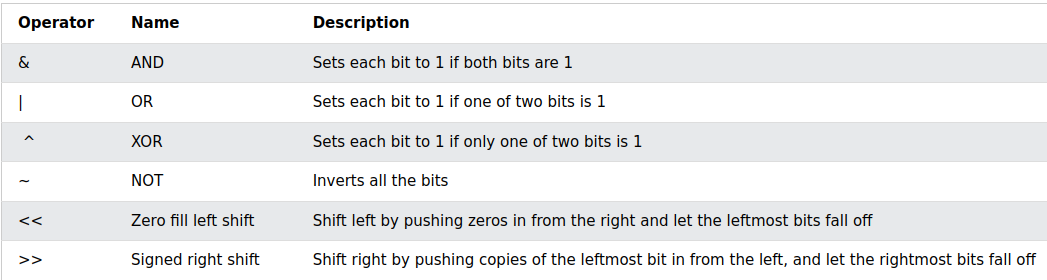 Operator Name Description
& AND Sets each bit to 1 if both bits are 1
| OR Sets each bit to 1 if one of two bits is 1
^ XOR Sets each bit to 1 if only one of two bits is 1
~ NOT Inverts all the bits
<< Zero fill left shift Shift left by pushing zeros in from the right and let the leftmost bits fall off
>> Signed right shift Shift right by pushing copies of the leftmost bit in from the left, and let the rightmost bits fall off